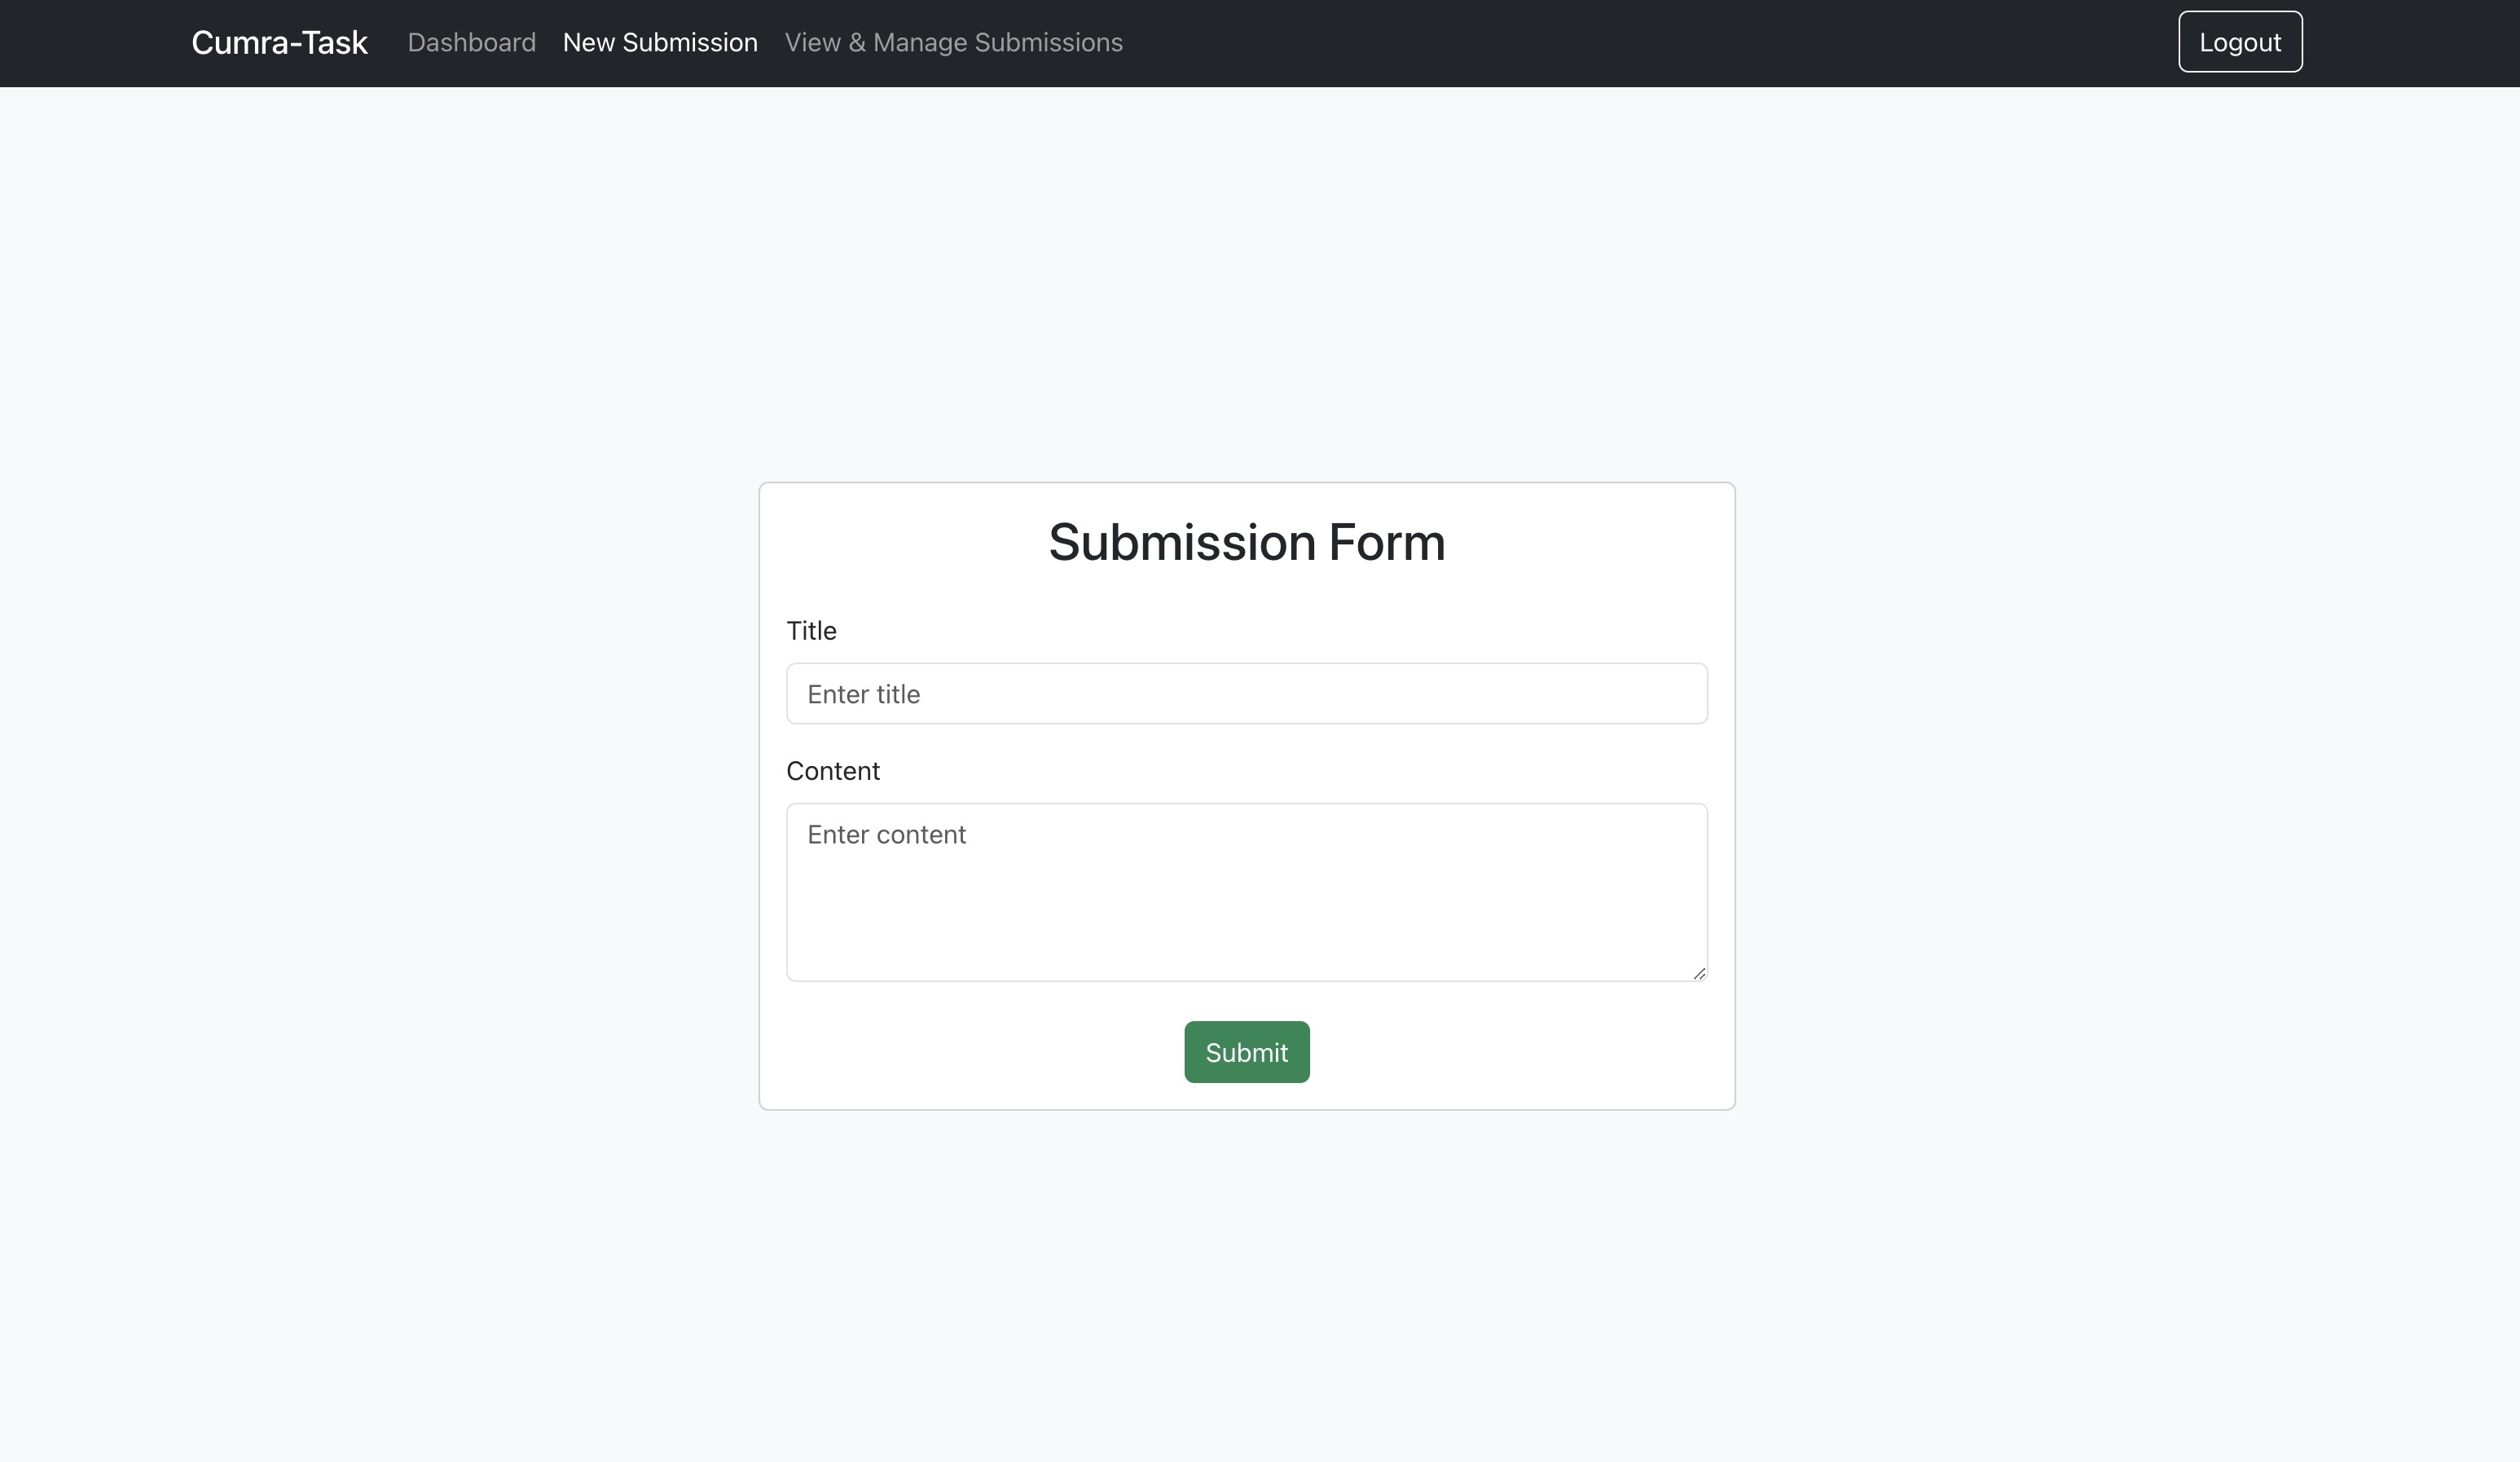 Cumra-Task Dashboard New Submission View & Manage Submissions Logout
Submission Form
Title
Enter title
Content
Enter content
Submit